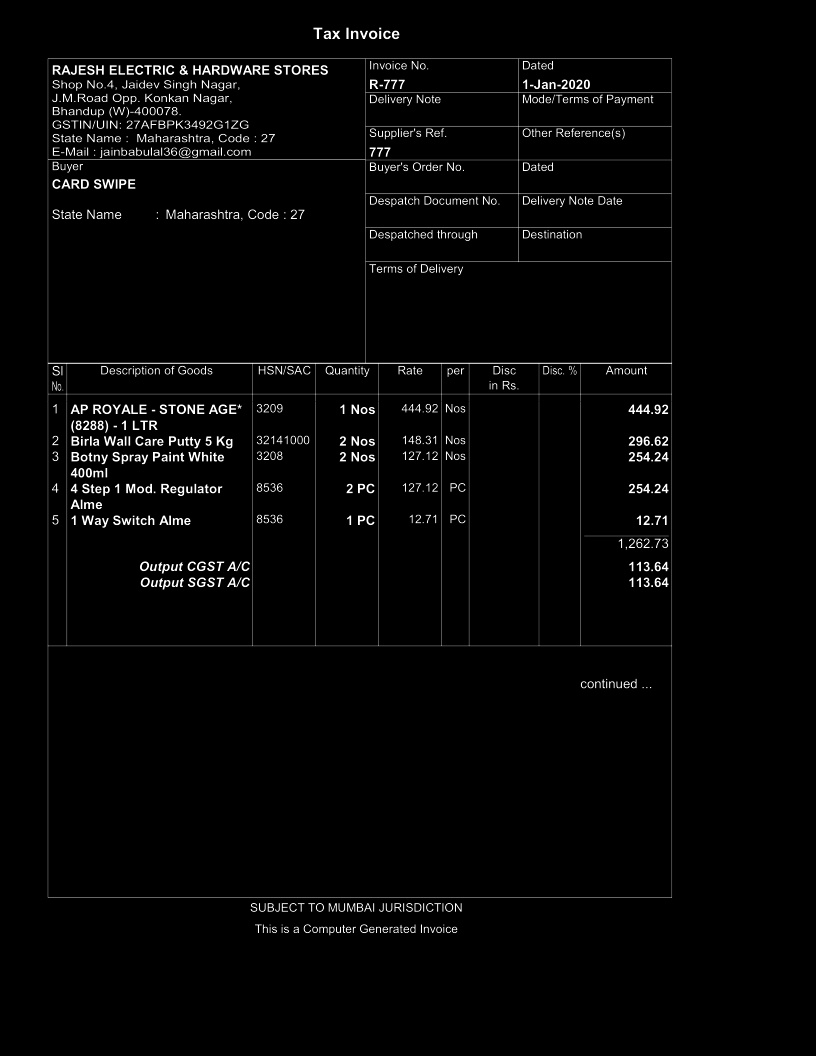 Tax Invoice
RAJESH ELECTRIC & HARDWARE STORES
Shop No.4, Jaidev Singh Nagar,
J.M.Road Opp. Konkan Nagar,
Bhandup (W)-400078.
GSTIN/UIN: 27AFBPK3492G1ZG
State Name : Maharashtra, Code : 27
E-Mail : jainbabulal36@gmail.com
Invoice No.
R-777
Dated
1-Jan-2020
Delivery Note
Mode/Terms of Payment
Supplier's Ref.
777
Other Reference(s)
Buyer
CARD SWIPE
State Name : Maharashtra, Code : 27
Buyer's Order No.
Dated
Despatch Document No.
Delivery Note Date
Despatched through
Destination
Terms of Delivery
Sl No. Description of Goods HSN/SAC Quantity Rate per Disc in Rs. Disc. % Amount
1 AP ROYALE - STONE AGE* 3209 1 Nos 444.92 Nos 444.92
(8288) - 1 LTR
2 Birla Wall Care Putty 5 Kg 32141000 2 Nos 148.31 Nos 296.62
3 Botny Spray Paint White 3208 2 Nos 127.12 Nos 254.24
400ml
4 4 Step 1 Mod. Regulator 8536 2 PC 127.12 PC 254.24
Alme
5 1 Way Switch Alme 8536 1 PC 12.71 PC 12.71
1,262.73
Output CGST A/C 113.64
Output SGST A/C 113.64
continued ...
SUBJECT TO MUMBAI JURISDICTION
This is a Computer Generated Invoice